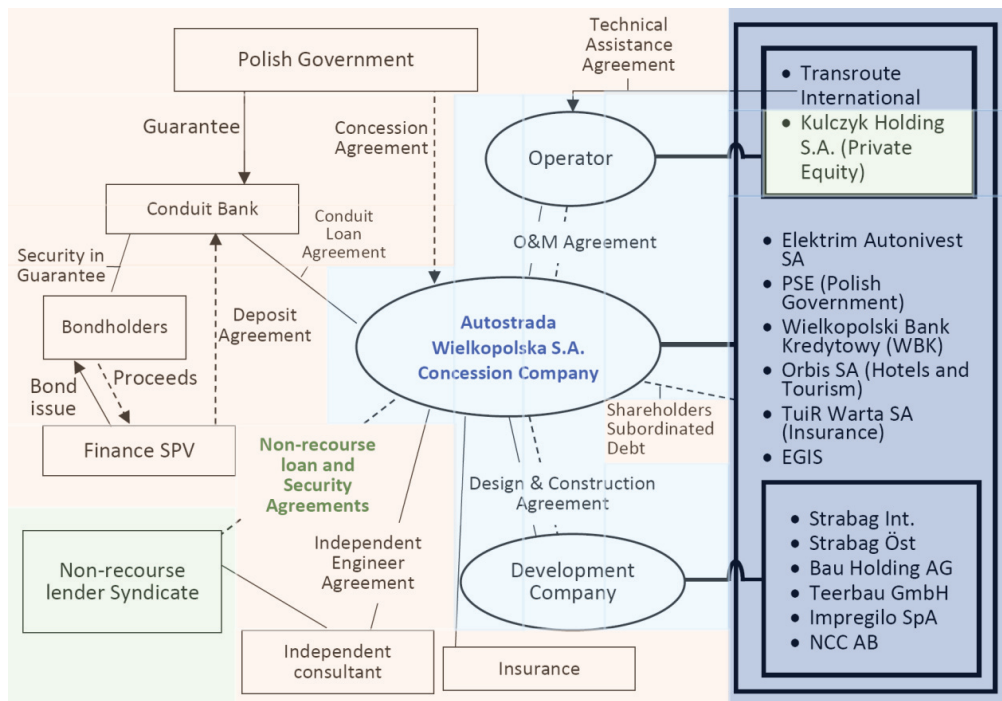 Polish Government
Technical
Assistance
Agreement
Guarantee
Concession
Agreement
Operator
• Transroute
International
• Kulczyk Holding
S.A. (Private
Equity)
Conduit Bank
Conduit
Loan
Agreement
O&M Agreement
Security in
Guarantee
Bondholders
Deposit
Agreement
Autostrada
Wielkopolska S.A.
Concession Company
• Elektrim Autonivest
SA
• PSE (Polish
Government)
• Wielkopolski Bank
Kredytowy (WBK)
• Orbis SA (Hotels and
Tourism)
• TuiR Warta SA
(Insurance)
• EGIS
Bond
issue
Proceeds
Finance SPV
Shareholders
Subordinated
Debt
Non-recourse
loan and
Security
Agreements
Design & Construction
Agreement
Independent
Engineer
Agreement
Non-recourse
lender Syndicate
Development
Company
• Strabag Int.
• Strabag Öst
• Bau Holding AG
• Teerbau GmbH
• Impregilo SpA
• NCC AB
Independent
consultant
Insurance